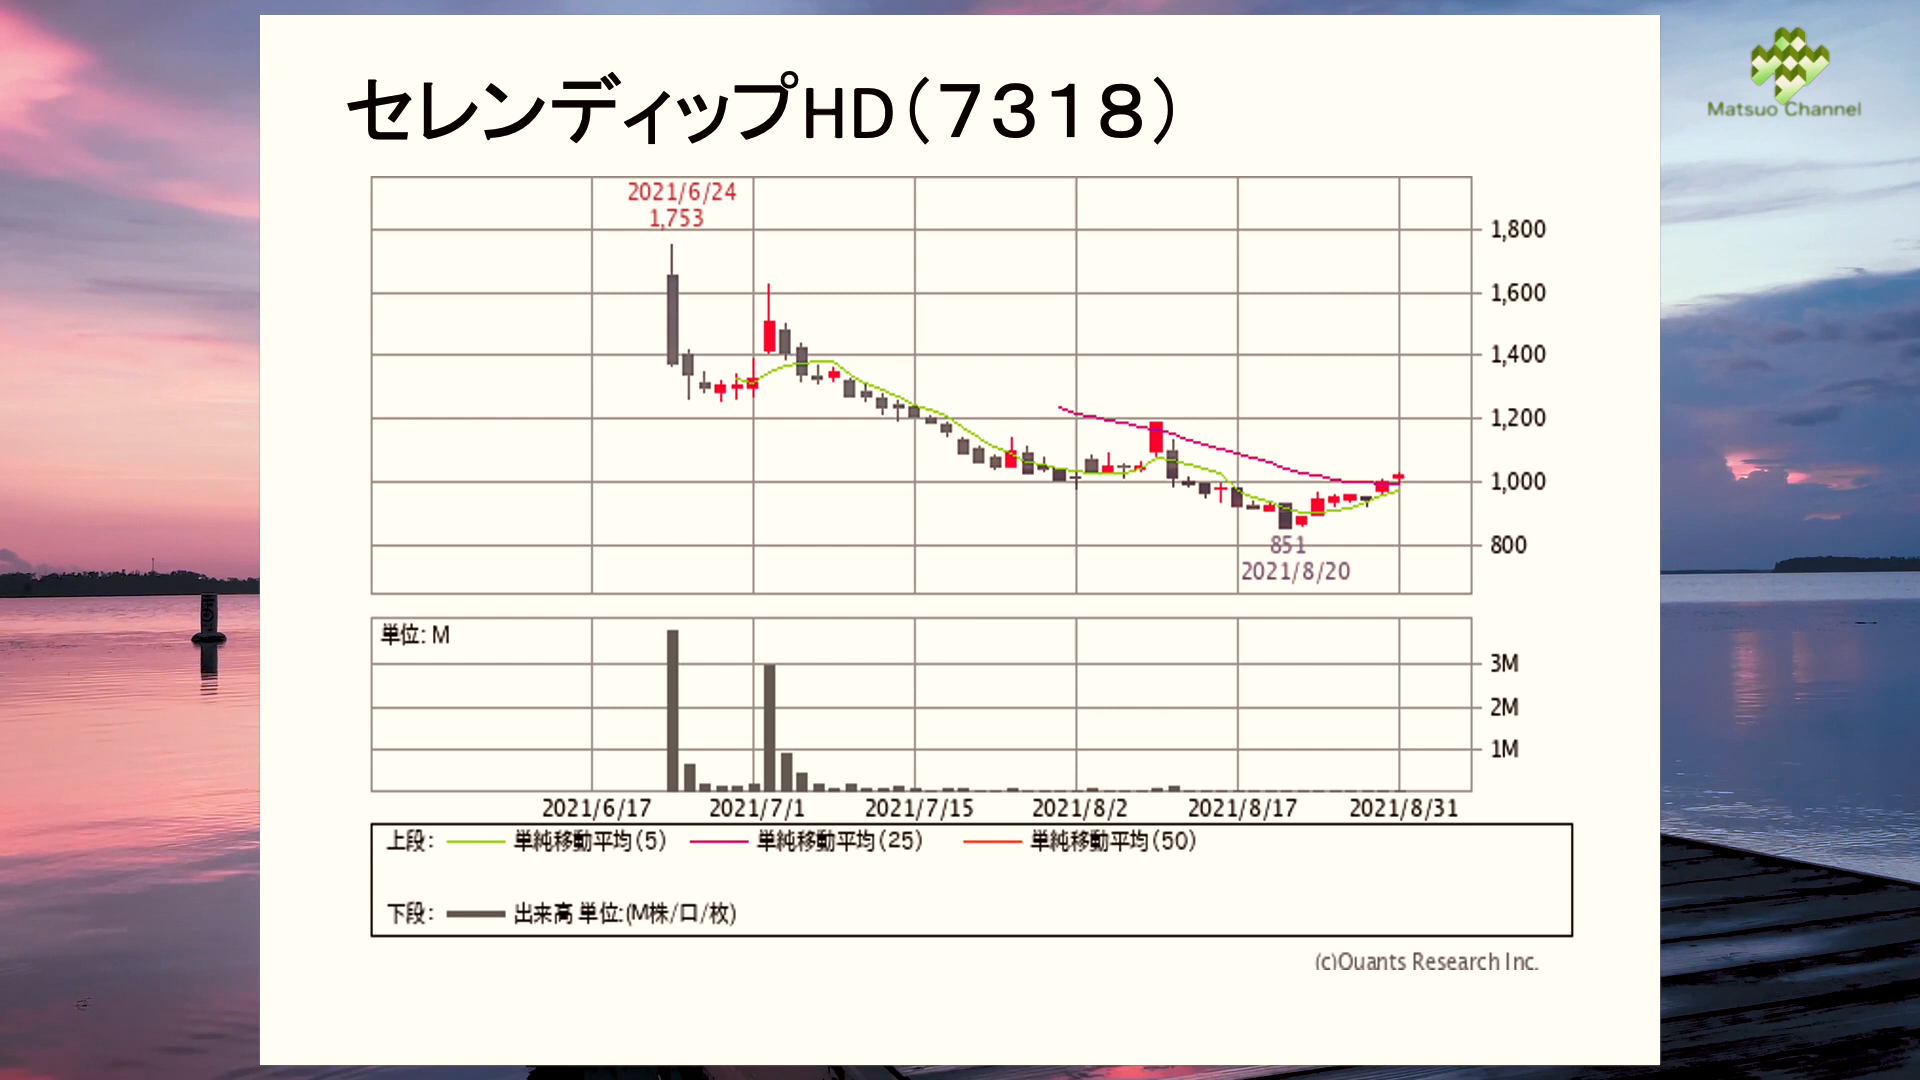 セレンディップHD（７３１８）
Matsuo Channel
2021/6/24
1,753
1,800
1,600
1,400
1,200
1,000
800
851
2021/8/20
単位: M
3M
2M
1M
2021/6/17 2021/7/1 2021/7/15 2021/8/2 2021/8/17 2021/8/31
上段: 単純移動平均(5) 単純移動平均(25) 単純移動平均(50)
下段: 出来高 単位:(M株/口/枚)
(c)Quants Research Inc.